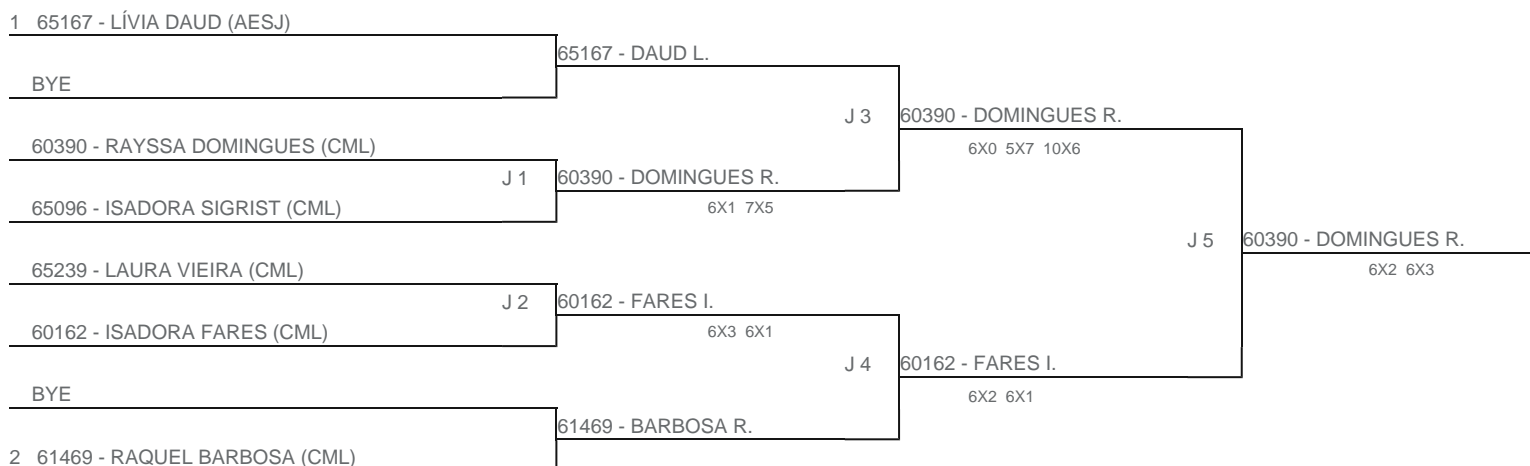 1 65167 - LÍVIA DAUD (AESJ)
65167 - DAUD L.
BYE
J 3
60390 - DOMINGUES R.
6X0 5X7 10X6
60390 - RAYSSA DOMINGUES (CML)
J 1
60390 - DOMINGUES R.
6X1 7X5
65096 - ISADORA SIGRIST (CML)
J 5
60390 - DOMINGUES R.
6X2 6X3
65239 - LAURA VIEIRA (CML)
J 2
60162 - FARES I.
6X3 6X1
60162 - ISADORA FARES (CML)
J 4
60162 - FARES I.
6X2 6X1
BYE
61469 - BARBOSA R.
2 61469 - RAQUEL BARBOSA (CML)